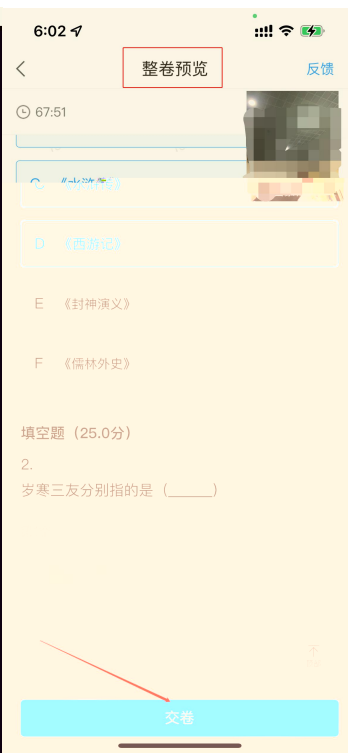 6:02
整卷预览
反馈
67:51
C 《水浒传》
D 《西游记》
E 《封神演义》
F 《儒林外史》
填空题（25.0分）
2.
岁寒三友分别指的是（______）
交卷